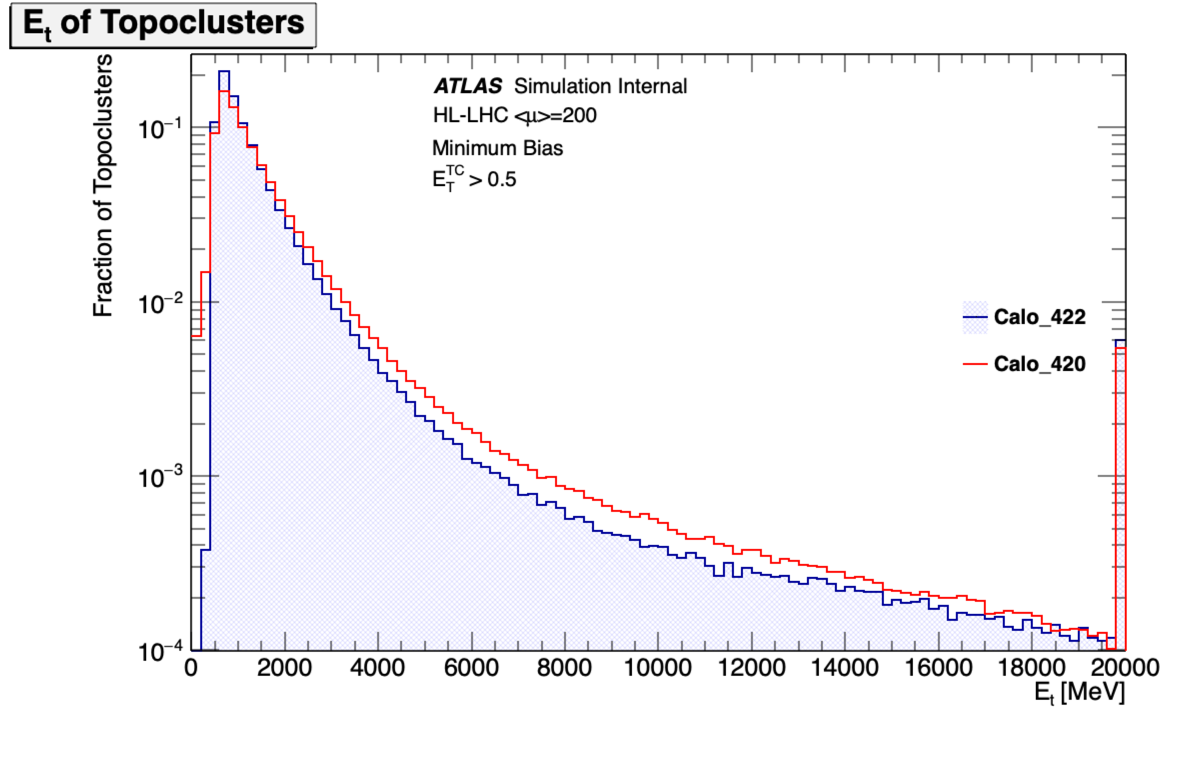 Et of Topoclusters
Fraction of Topoclusters
ATLAS Simulation Internal
HL-LHC <μ>=200
Minimum Bias
E_T^TC > 0.5
Calo_422
Calo_420
10⁻¹
10⁻²
10⁻³
10⁻⁴
0 2000 4000 6000 8000 10000 12000 14000 16000 18000 20000
Et [MeV]